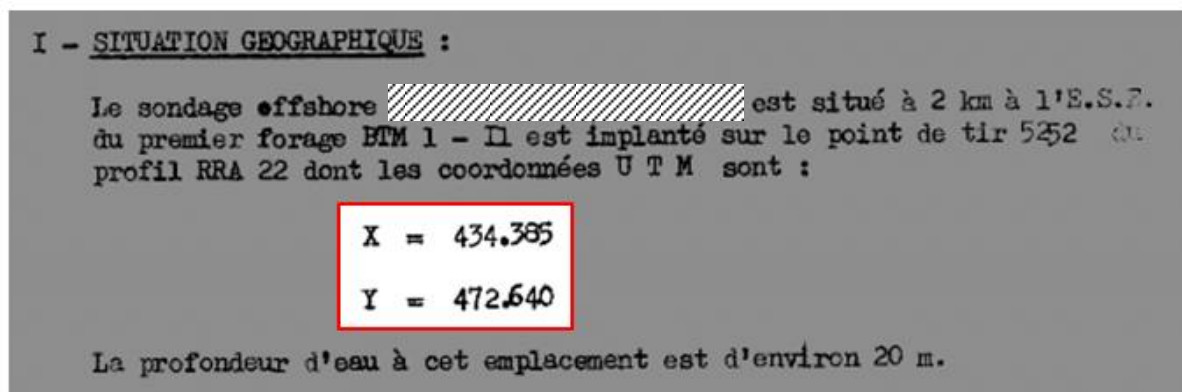 I - SITUATION GEOGRAPHIQUE :
Le sondage offshore est situé à 2 km à l'E.S.E.
du premier forage BTM 1 - Il est implanté sur le point de tir 5252 du
profil RRA 22 dont les coordonnées U T M sont :
X = 434.385
Y = 472.640
La profondeur d'eau à cet emplacement est d'environ 20 m.